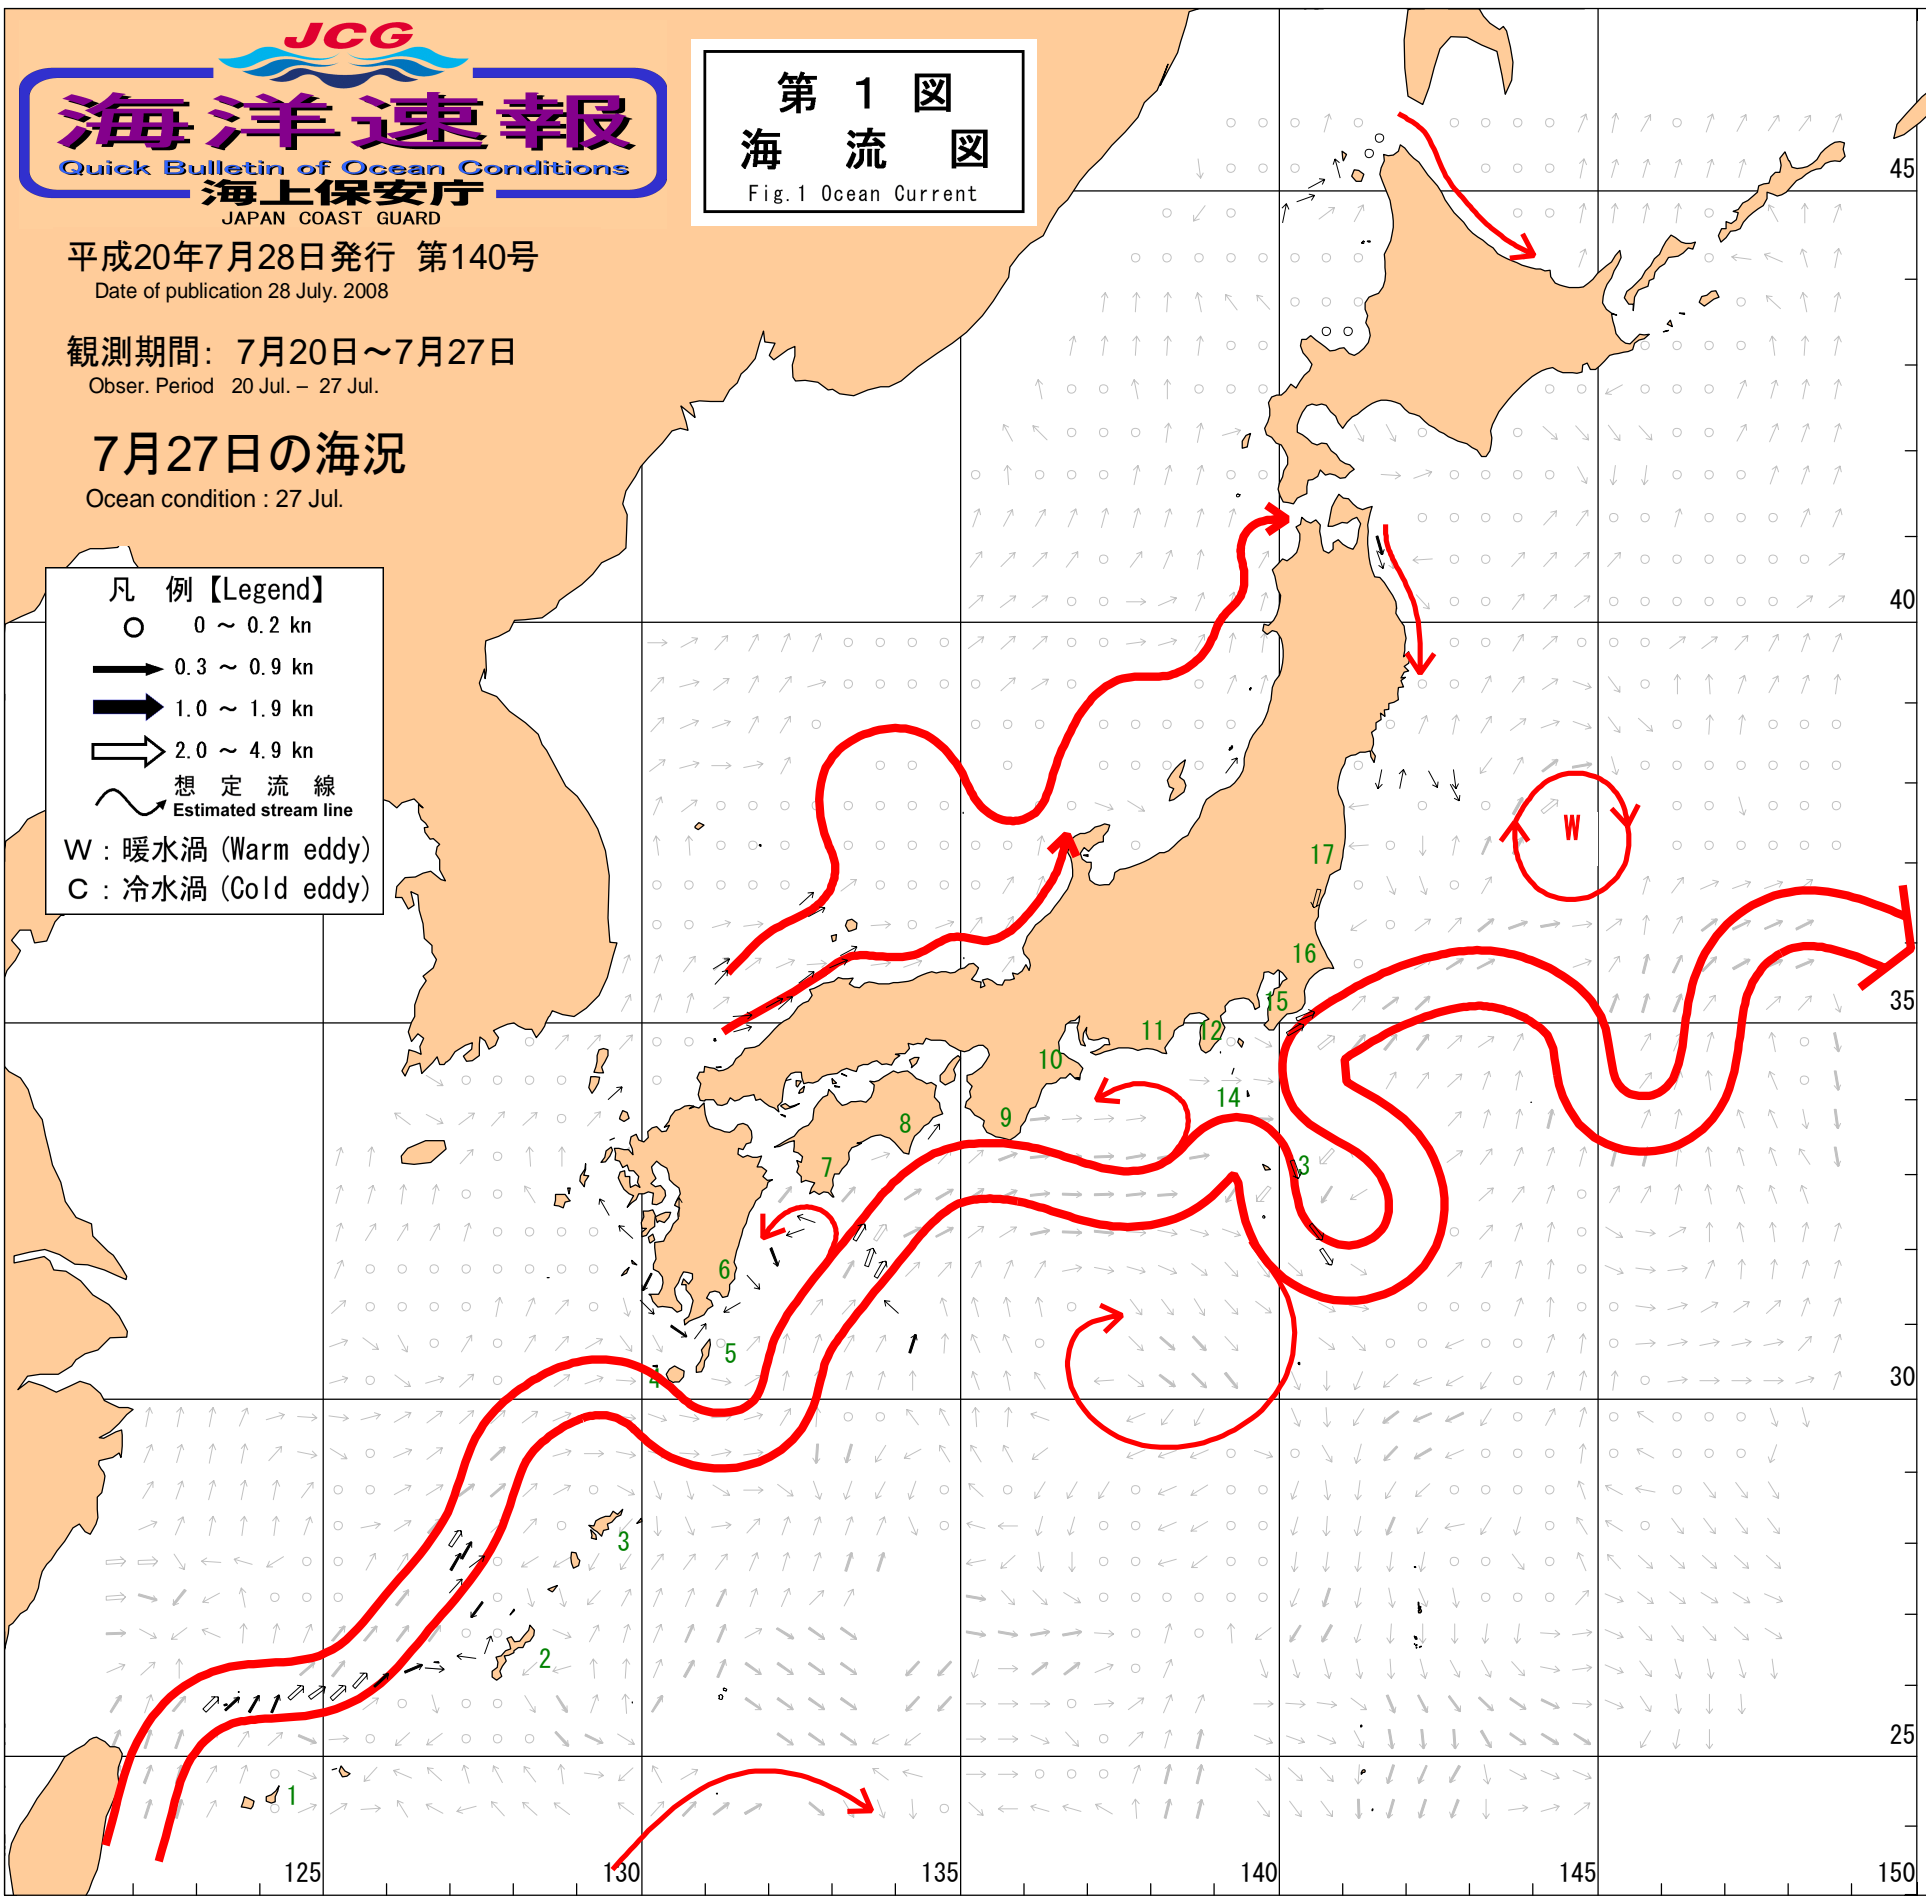 JCG
海洋速報
Quick Bulletin of Ocean Conditions
海上保安庁
JAPAN COAST GUARD
平成20年7月28日発行 第140号
Date of publication 28 July. 2008
観測期間: 7月20日～7月27日
Obser. Period 20 Jul. – 27 Jul.
7月27日の海況
Ocean condition : 27 Jul.
第 1 図
海 流 図
Fig.1 Ocean Current
凡 例【Legend】
0 ～ 0.2 kn
0.3 ～ 0.9 kn
1.0 ～ 1.9 kn
2.0 ～ 4.9 kn
想 定 流 線
Estimated stream line
W : 暖水渦 (Warm eddy)
C : 冷水渦 (Cold eddy)
45
40
W
17
16
35
15
12
11
10
14
9
8
7
3
6
5
4
30
3
2
25
1
125
130
135
140
145
150